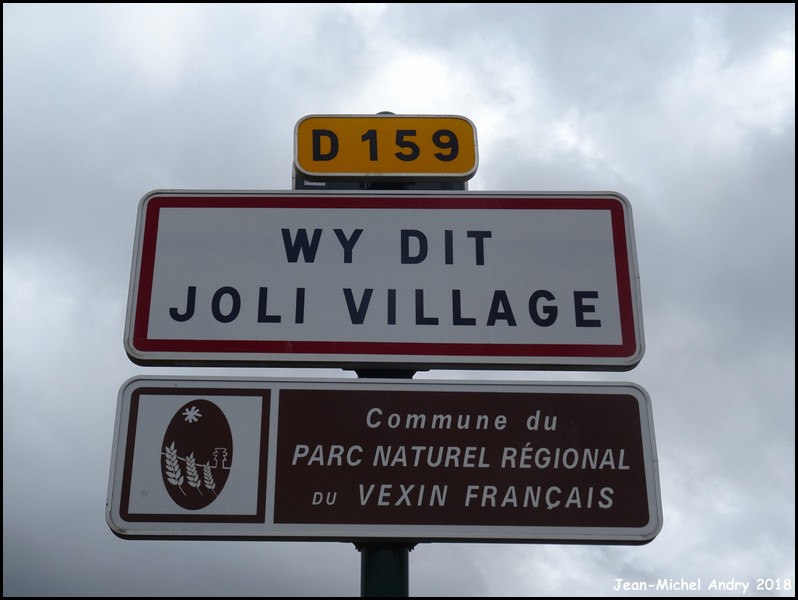 D 159
WY DIT
JOLI VILLAGE
Commune du
PARC NATUREL RÉGIONAL
DU VEXIN FRANÇAIS
Jean-Michel Andry 2018